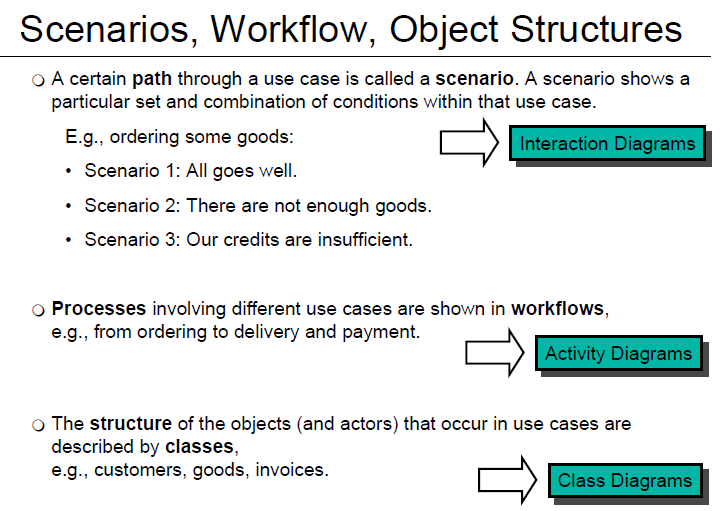 Scenarios, Workflow, Object Structures
A certain path through a use case is called a scenario. A scenario shows a
particular set and combination of conditions within that use case.
E.g., ordering some goods:
Interaction Diagrams
• Scenario 1: All goes well.
• Scenario 2: There are not enough goods.
• Scenario 3: Our credits are insufficient.
Processes involving different use cases are shown in workflows,
e.g., from ordering to delivery and payment.
Activity Diagrams
The structure of the objects (and actors) that occur in use cases are
described by classes,
e.g., customers, goods, invoices.
Class Diagrams